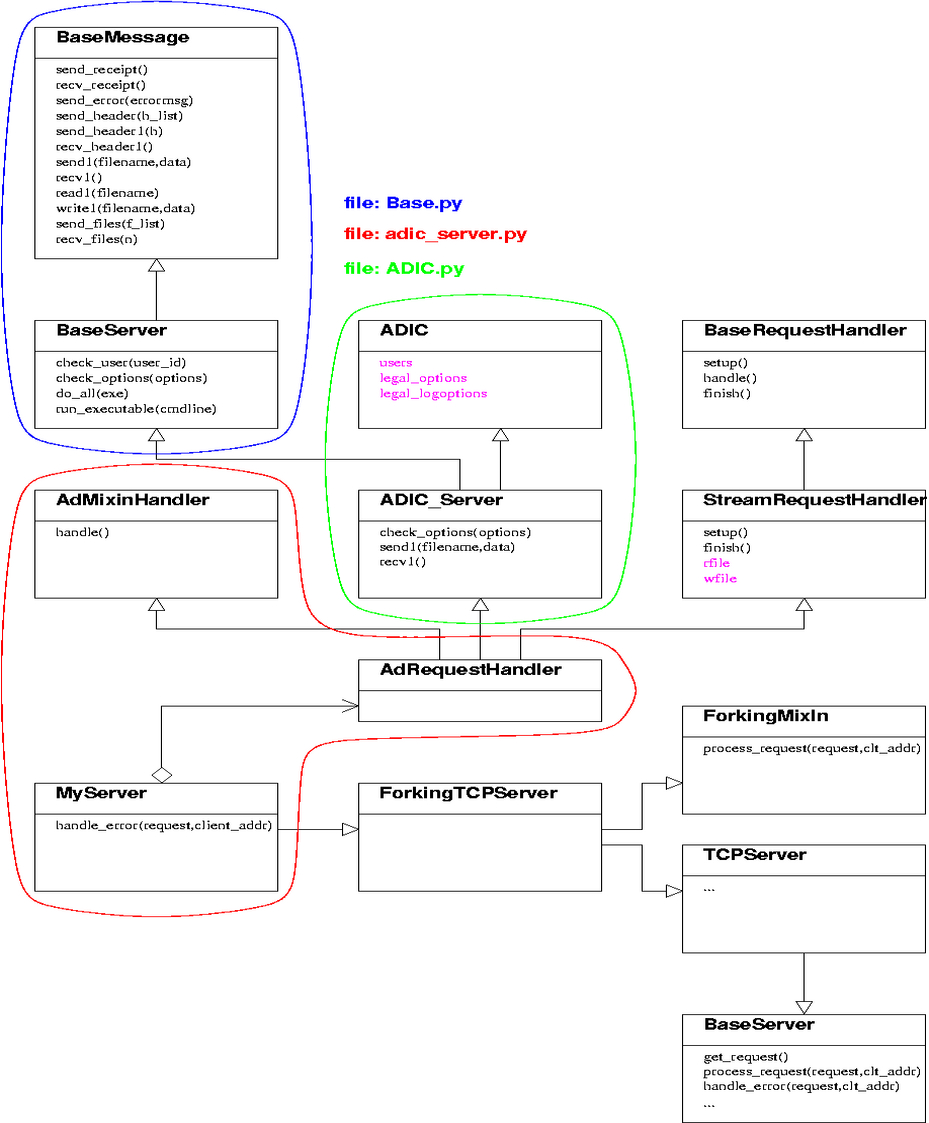 BaseMessage
send_receipt()
recv_receipt()
send_error(errormsg)
send_header(h_list)
send_header1(h)
recv_header1()
send1(filename,data)
recv1()
read1(filename)
write1(filename,data)
send_files(f_list)
recv_files(n)
file: Base.py
file: adic_server.py
file: ADIC.py
BaseServer
check_user(user_id)
check_options(options)
do_all(exe)
run_executable(cmdline)
ADIC
users
legal_options
legal_logoptions
BaseRequestHandler
setup()
handle()
finish()
AdMixinHandler
handle()
ADIC_Server
check_options(options)
send1(filename,data)
recv1()
StreamRequestHandler
setup()
finish()
rfile
wfile
AdRequestHandler
ForkingMixIn
process_request(request,clt_addr)
MyServer
handle_error(request,client_addr)
ForkingTCPServer
TCPServer
...
BaseServer
get_request()
process_request(request,clt_addr)
handle_error(request,clt_addr)
...